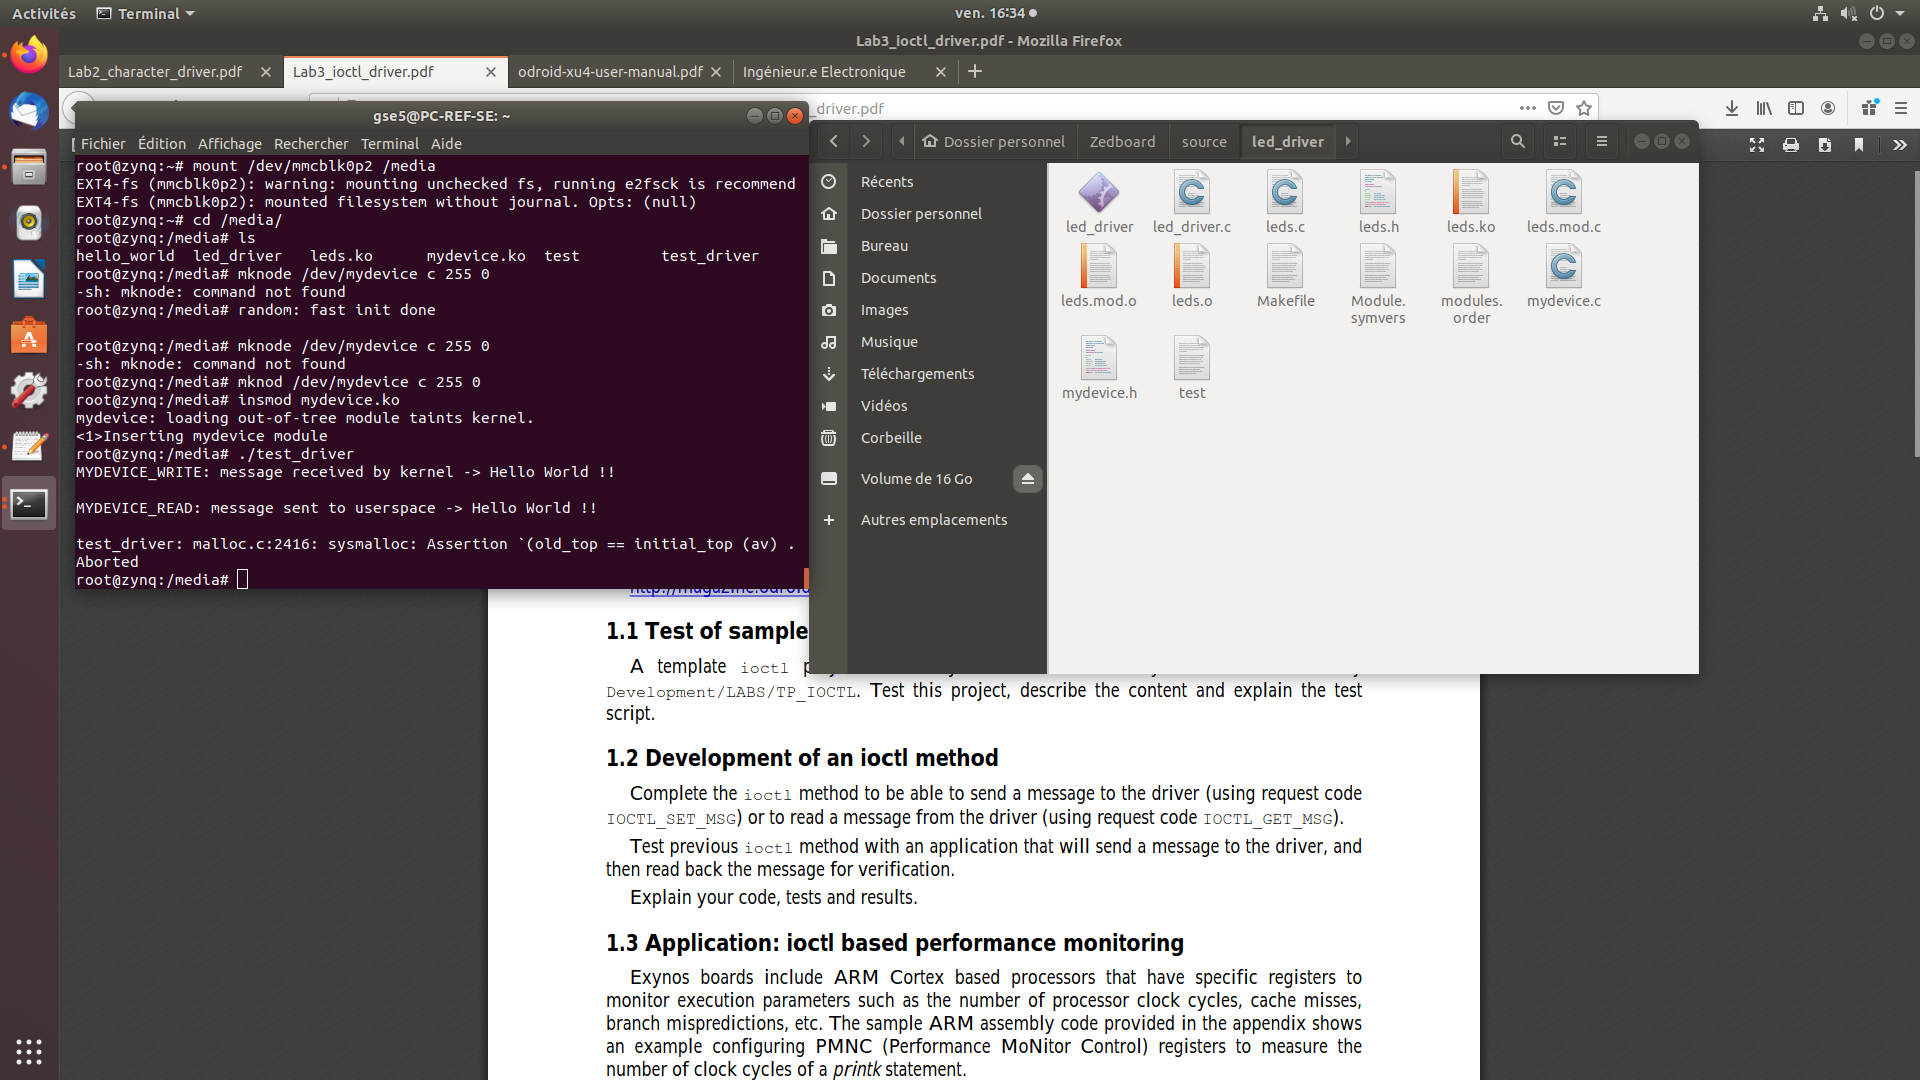 Activités
Terminal
ven. 16:34
Lab3_ioctl_driver.pdf - Mozilla Firefox
Lab2_character_driver.pdf
Lab3_ioctl_driver.pdf
odroid-xu4-user-manual.pdf
Ingénieur.e Electronique
_driver.pdf
gse5@PC-REF-SE: ~
Fichier Édition Affichage Rechercher Terminal Aide
root@zynq:~# mount /dev/mmcblk0p2 /media
EXT4-fs (mmcblk0p2): warning: mounting unchecked fs, running e2fsck is recommend
EXT4-fs (mmcblk0p2): mounted filesystem without journal. Opts: (null)
root@zynq:~# cd /media/
root@zynq:/media# ls
hello_world led_driver leds.ko mydevice.ko test test_driver
root@zynq:/media# mknode /dev/mydevice c 255 0
-sh: mknode: command not found
root@zynq:/media# random: fast init done
root@zynq:/media# mknode /dev/mydevice c 255 0
-sh: mknode: command not found
root@zynq:/media# mknod /dev/mydevice c 255 0
root@zynq:/media# insmod mydevice.ko
mydevice: loading out-of-tree module taints kernel.
<1>Inserting mydevice module
root@zynq:/media# ./test_driver
MYDEVICE_WRITE: message received by kernel -> Hello World !!
MYDEVICE_READ: message sent to userspace -> Hello World !!
test_driver: malloc.c:2416: sysmalloc: Assertion `(old_top == initial_top (av) .
Aborted
root@zynq:/media#
Dossier personnel
Zedboard
source
led_driver
Récents
Dossier personnel
Bureau
Documents
Images
Musique
Téléchargements
Vidéos
Corbeille
Volume de 16 Go
Autres emplacements
led_driver
led_driver.c
leds.c
leds.h
leds.ko
leds.mod.c
leds.mod.o
leds.o
Makefile
Module.
symvers
modules.
order
mydevice.c
mydevice.h
test
1.1 Test of sample
A template ioctl
Development/LABS/TP_IOCTL. Test this project, describe the content and explain the test
script.
1.2 Development of an ioctl method
Complete the ioctl method to be able to send a message to the driver (using request code
IOCTL_SET_MSG) or to read a message from the driver (using request code IOCTL_GET_MSG).
Test previous ioctl method with an application that will send a message to the driver, and
then read back the message for verification.
Explain your code, tests and results.
1.3 Application: ioctl based performance monitoring
Exynos boards include ARM Cortex based processors that have specific registers to
monitor execution parameters such as the number of processor clock cycles, cache misses,
branch mispredictions, etc. The sample ARM assembly code provided in the appendix shows
an example configuring PMNC (Performance MoNitor Control) registers to measure the
number of clock cycles of a printk statement.